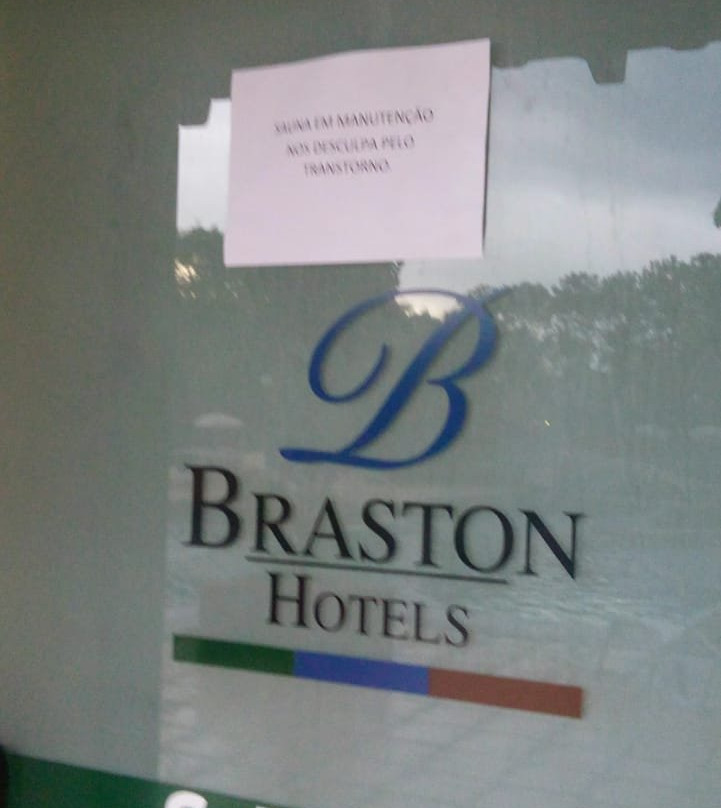 SAUNA EM MANUTENÇÃO
NOS DESCULPA PELO
TRANSTORNO.
B
BRASTON
HOTELS